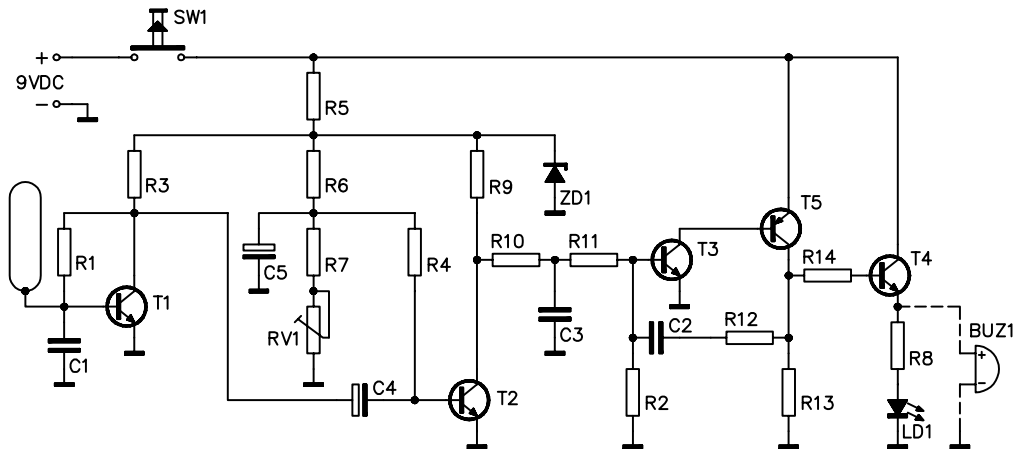 SW1
+
9VDC
−
R5
R3
R6
R9
ZD1
T5
R1
C5
R7
R4
R10
R11
T3
R14
T4
T1
RV1
C3
C2
R12
BUZ1
+
−
C1
C4
T2
R2
R13
R8
LD1